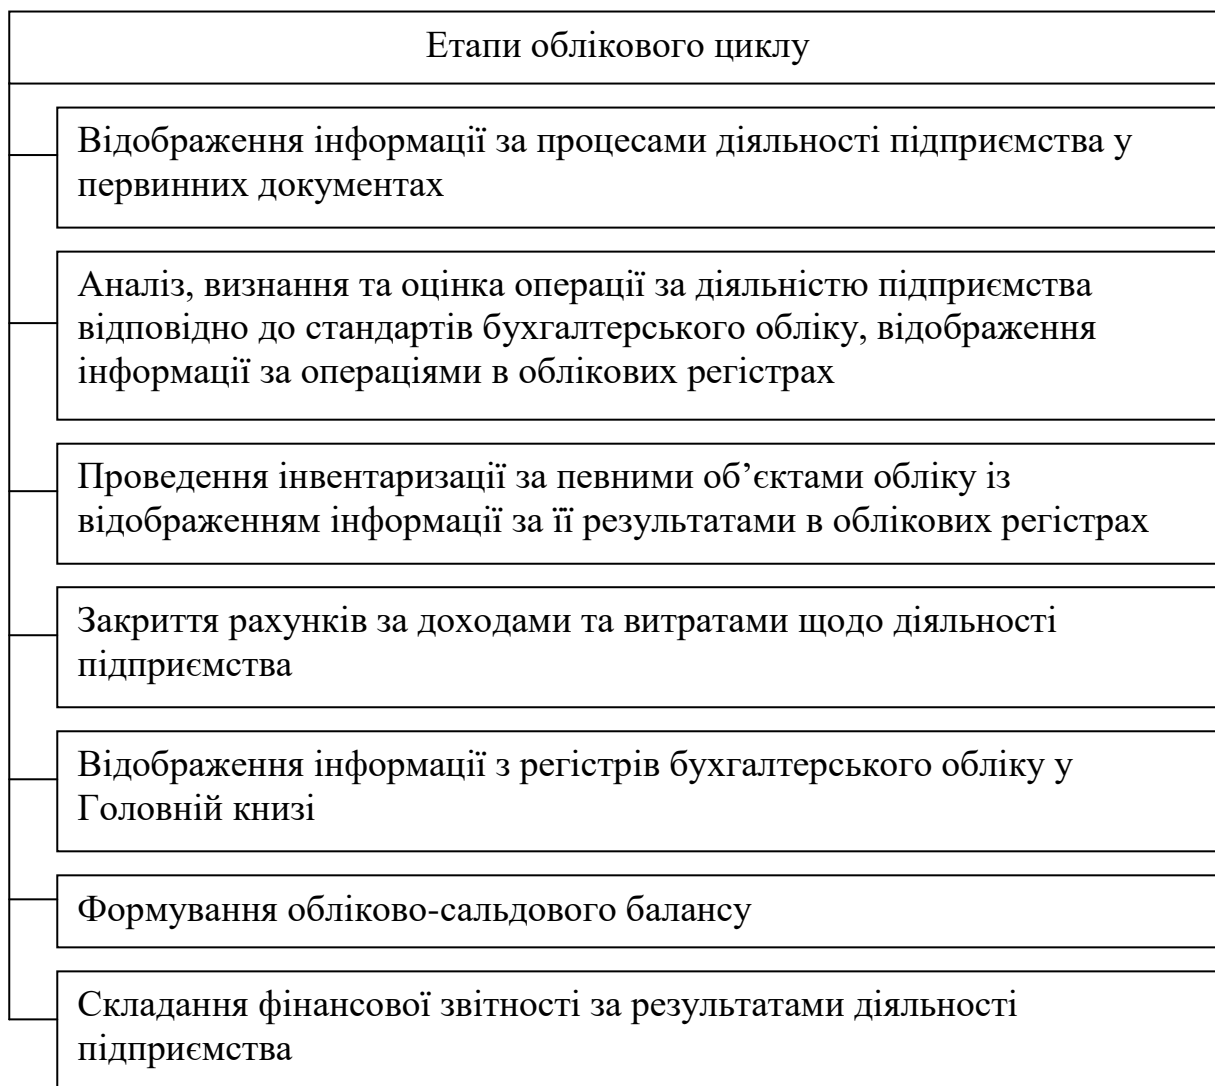 Етапи облікового циклу
Відображення інформації за процесами діяльності підприємства у
первинних документах
Аналіз, визнання та оцінка операції за діяльністю підприємства
відповідно до стандартів бухгалтерського обліку, відображення
інформації за операціями в облікових регістрах
Проведення інвентаризації за певними об’єктами обліку із
відображенням інформації за її результатами в облікових регістрах
Закриття рахунків за доходами та витратами щодо діяльності
підприємства
Відображення інформації з регістрів бухгалтерського обліку у
Головній книзі
Формування обліково-сальдового балансу
Складання фінансової звітності за результатами діяльності
підприємства